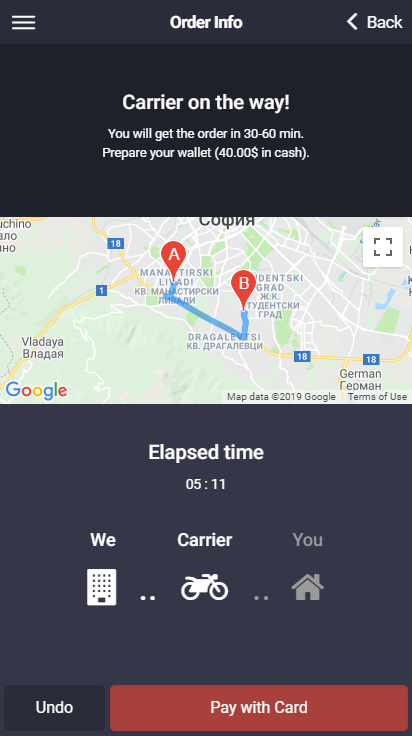 Order Info
Back
Carrier on the way!
You will get the order in 30-60 min.
Prepare your wallet (40.00$ in cash).
София
18
A
MANASTIRSKI
LIVADI
КВ. МАНАСТИРСКИ
ЛИВАДИ
B
GRAD
Ж.К.
СТУДЕНТСКИ
ГРАД
1
18
Vladaya
Владая
DRAGALEVTSI
КВ. ДРАГАЛЕВЦИ
18
18
German
Герман
Google
Map data ©2019 Google
Terms of Use
Elapsed time
05 : 11
We
Carrier
You
..
..
Undo
Pay with Card